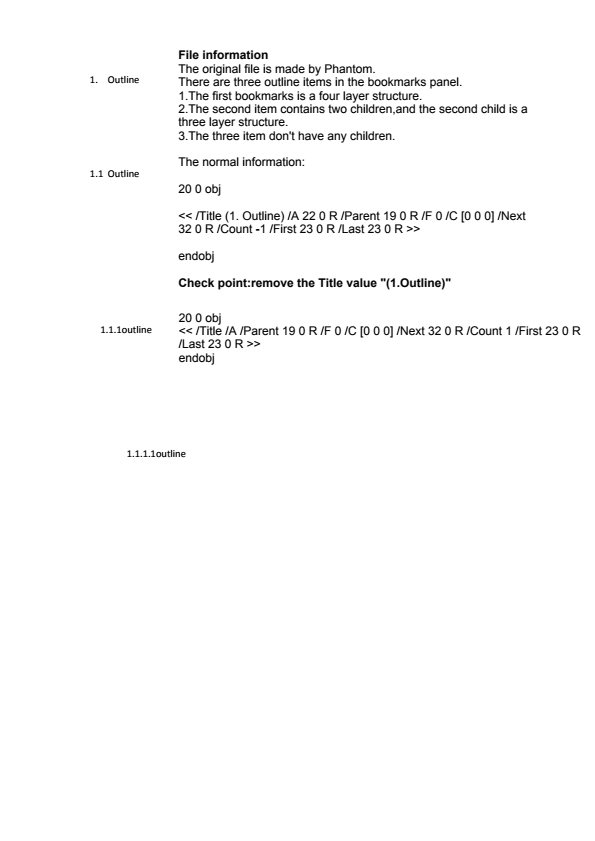 File information
The original file is made by Phantom.
1. Outline
There are three outline items in the bookmarks panel.
1.The first bookmarks is a four layer structure.
2.The second item contains two children,and the second child is a
three layer structure.
3.The three item don't have any children.
The normal information:
1.1 Outline
20 0 obj
<< /Title (1. Outline) /A 22 0 R /Parent 19 0 R /F 0 /C [0 0 0] /Next
32 0 R /Count -1 /First 23 0 R /Last 23 0 R >>
endobj
Check point:remove the Title value "(1.Outline)"
20 0 obj
1.1.1outline
<< /Title /A /Parent 19 0 R /F 0 /C [0 0 0] /Next 32 0 R /Count 1 /First 23 0 R
/Last 23 0 R >>
endobj
1.1.1.1outline